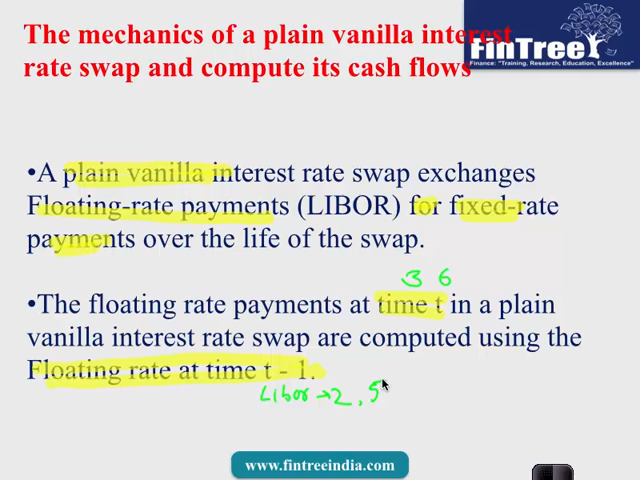 The mechanics of a plain vanilla interest
rate swap and compute its cash flows
FinTree
Finance: "Training, Research, Education, Excellence"
•A plain vanilla interest rate swap exchanges
Floating-rate payments (LIBOR) for fixed-rate
payments over the life of the swap.
3 6
•The floating rate payments at time t in a plain
vanilla interest rate swap are computed using the
Floating rate at time t - 1.
Libor → 2, 5
www.fintreeindia.com